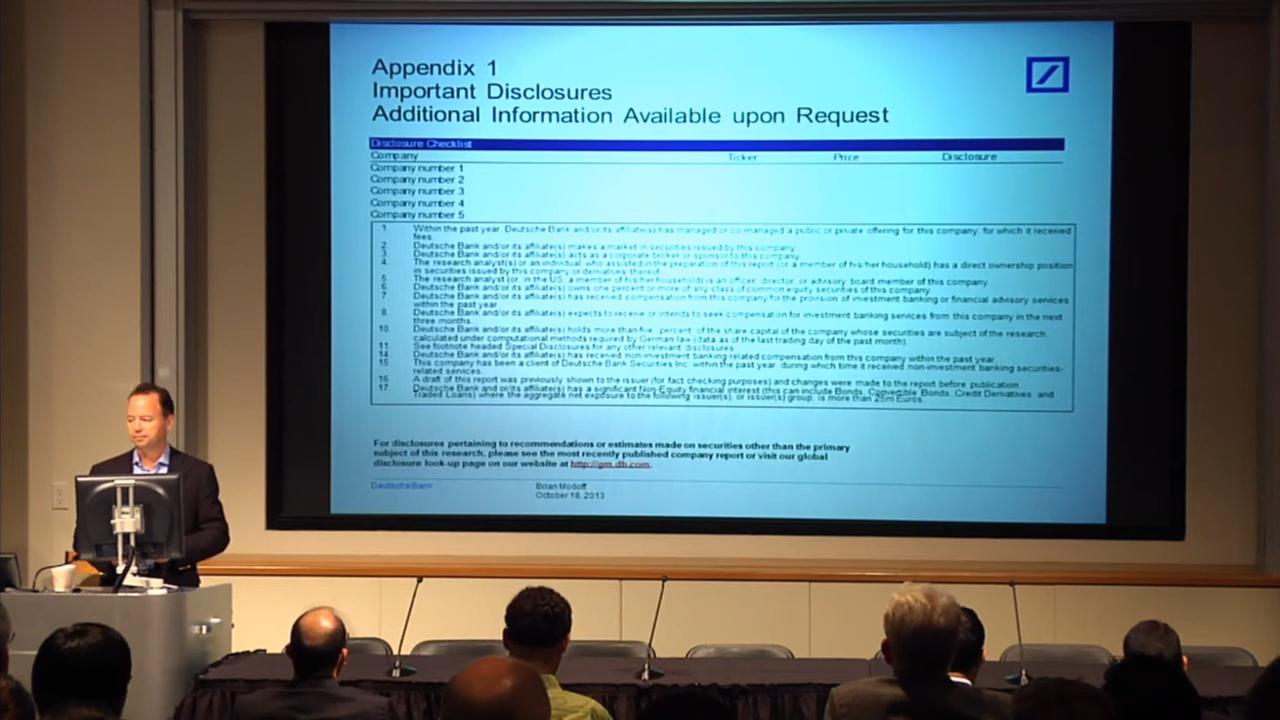 Appendix 1
Important Disclosures
Additional Information Available upon Request
Disclosure Checklist
Company Ticker Price Disclosure
Company number 1
Company number 2
Company number 3
Company number 4
Company number 5
1. Within the past year, Deutsche Bank and/or its affiliate(s) has managed or co-managed a public or private offering for this company, for which it received
fees.
2. Deutsche Bank and/or its affiliate(s) makes a market in securities issued by this company.
3. Deutsche Bank and/or its affiliate(s) acts as a corporate broker or sponsor to this company.
4. The research analyst(s) or an individual who assisted in the preparation of this report (or a member of his/her household) has a direct ownership position
in securities issued by this company or derivatives thereof.
5. The research analyst (or, in the US, a member of his/her household) is an officer, director, or advisory board member of this company.
6. Deutsche Bank and/or its affiliate(s) owns one percent or more of any class of common equity securities of this company.
7. Deutsche Bank and/or its affiliate(s) has received compensation from this company for the provision of investment banking or financial advisory services
within the past year.
8. Deutsche Bank and/or its affiliate(s) expects to receive or intends to seek compensation for investment banking services from this company in the next
three months.
10. Deutsche Bank and/or its affiliate(s) holds more than five percent of the share capital of the company whose securities are subject of the research,
calculated under computational methods required by German law (data as of the last trading day of the past month).
11. See footnote headed Special Disclosures for any other relevant disclosures.
14. Deutsche Bank and/or its affiliate(s) has received non-investment banking related compensation from this company within the past year.
15. This company has been a client of Deutsche Bank Securities Inc. within the past year, during which time it received non-investment banking securities-
related services.
16. A draft of this report was previously shown to the issuer (for fact checking purposes) and changes were made to the report before publication.
17. Deutsche Bank and or/its affiliate(s) has a significant Non-Equity financial interest (this can include Bonds, Convertible Bonds, Credit Derivatives and
Traded Loans) where the aggregate net exposure to the following issuer(s), or issuer(s) group, is more than 25m Euros.
For disclosures pertaining to recommendations or estimates made on securities other than the primary
subject of this research, please see the most recently published company report or visit our global
disclosure look-up page on our website at http://gm.db.com.
Deutsche Bank Brian Modoff
October 18, 2013